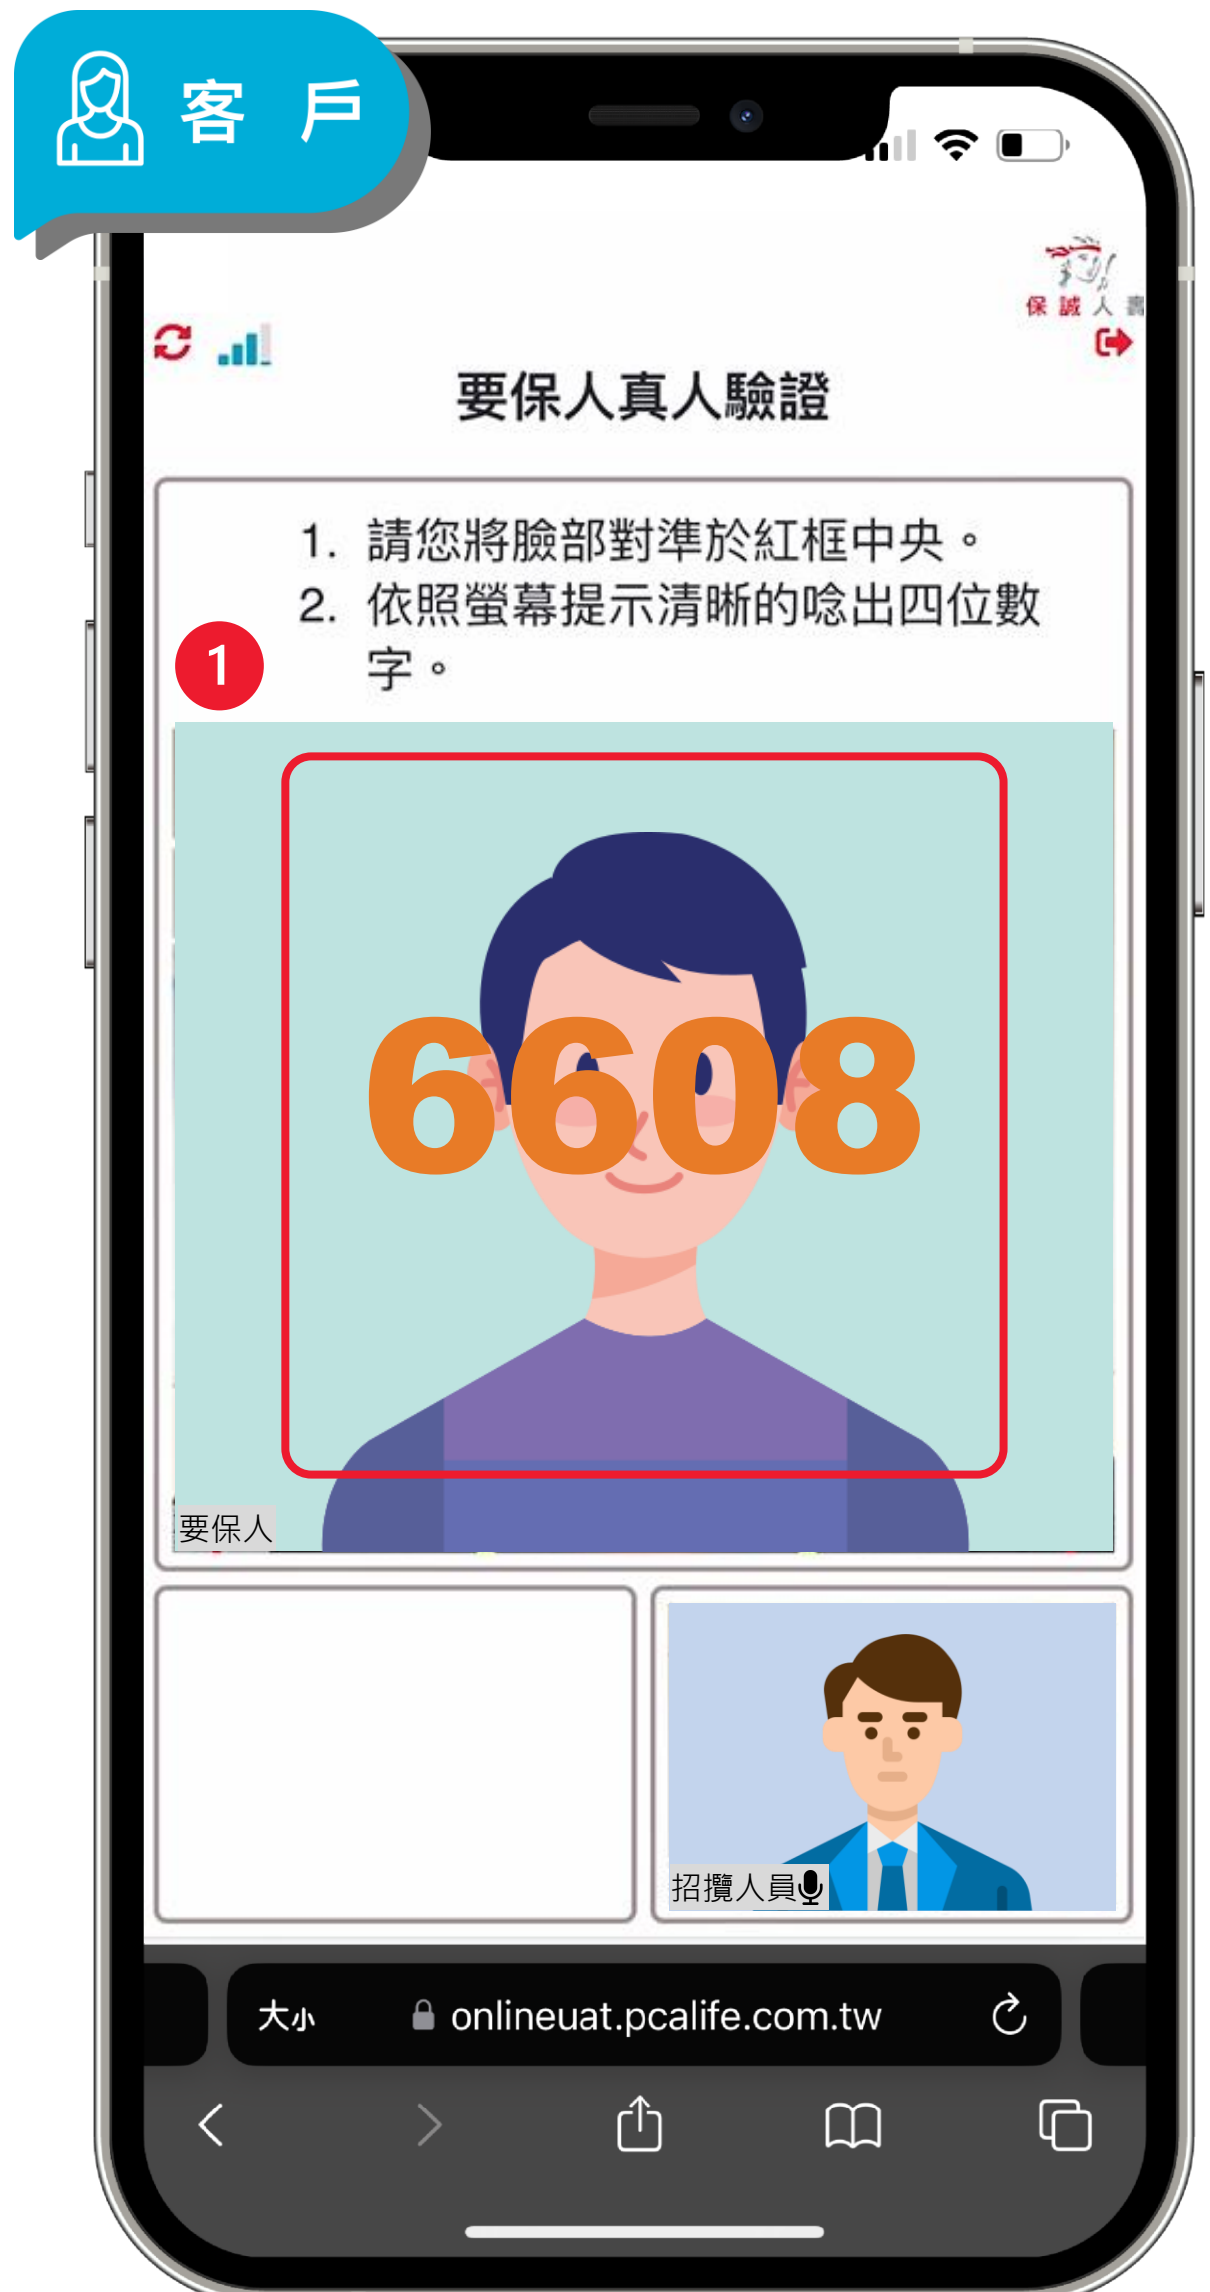 客 戶
保誠人壽
要保人真人驗證
1. 請您將臉部對準於紅框中央。
2. 依照螢幕提示清晰的唸出四位數
字。
1
6608
要保人
招攬人員
大小 onlineuat.pcalife.com.tw